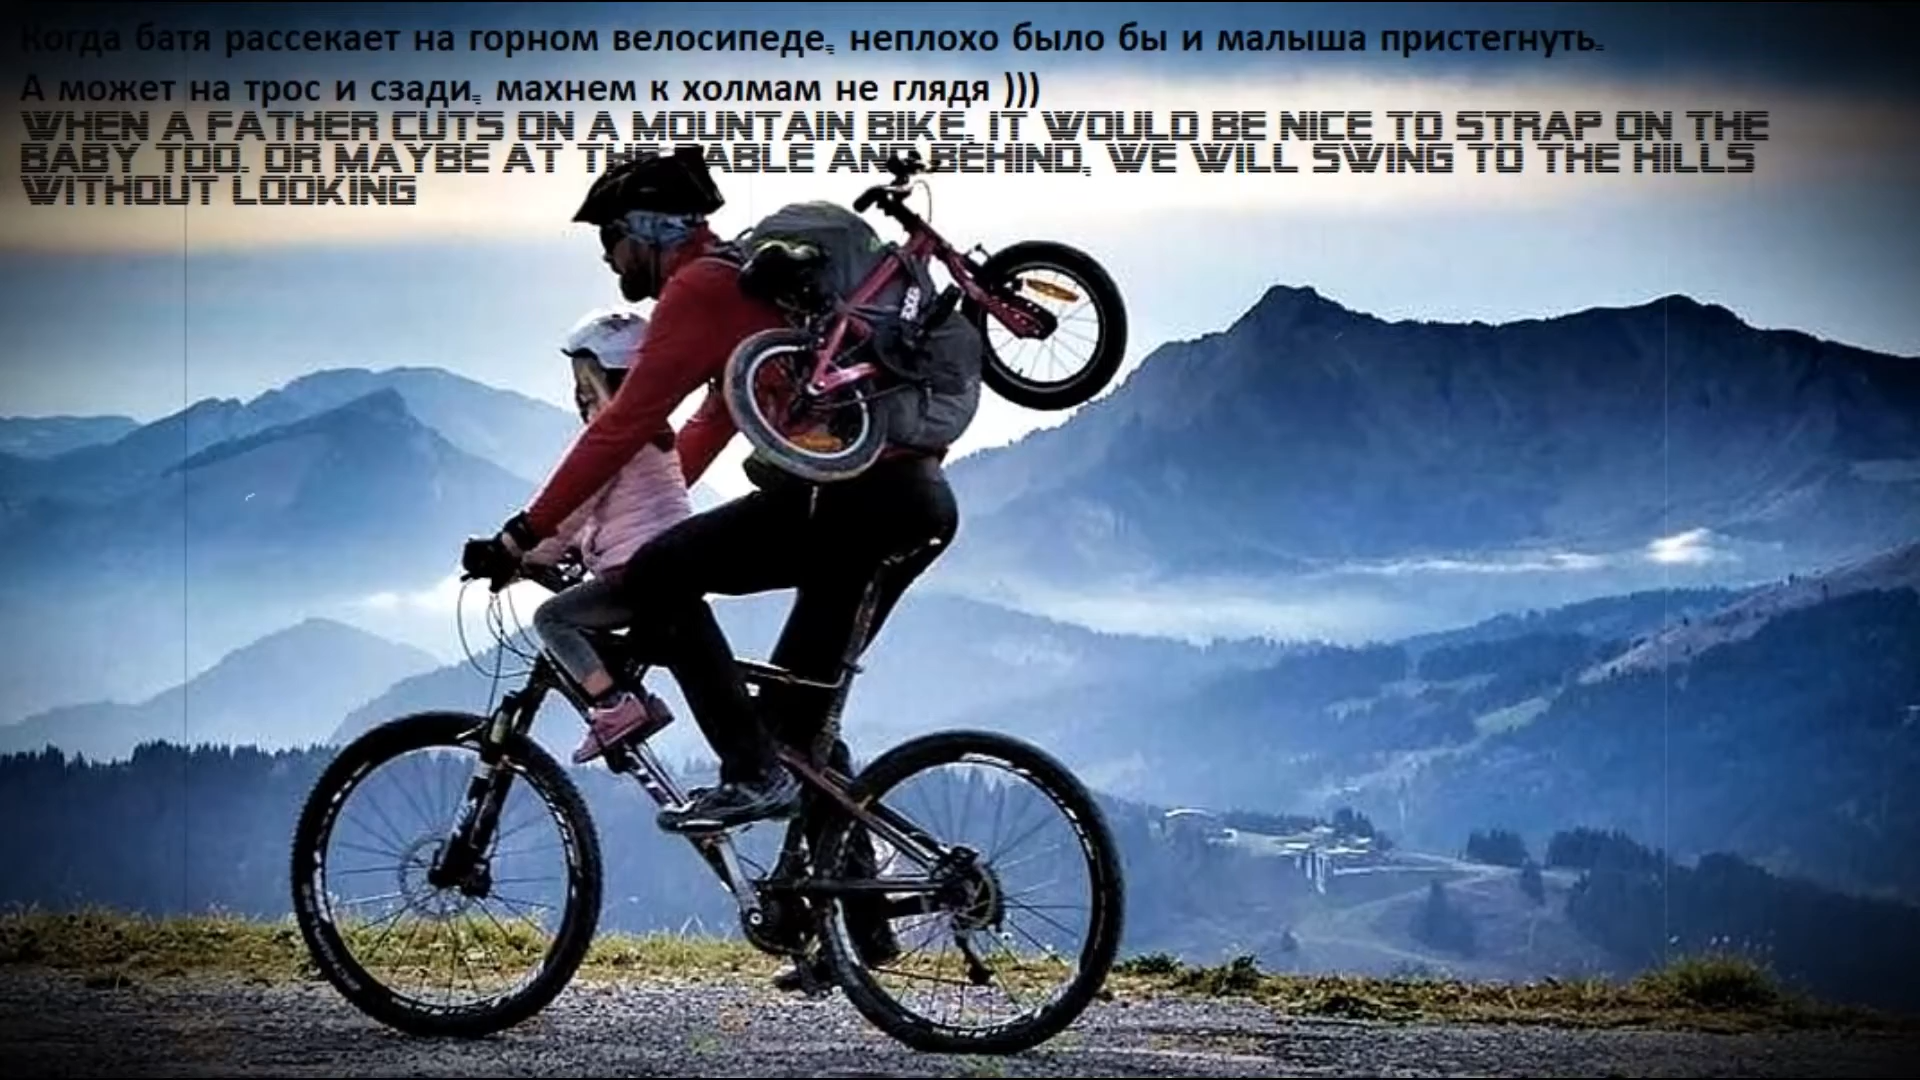 Когда батя рассекает на горном велосипеде, неплохо было бы и малыша пристегнуть.
А может на трос и сзади, махнем к холмам не глядя )))
WHEN A FATHER CUTS ON A MOUNTAIN BIKE, IT WOULD BE NICE TO STRAP ON THE
BABY TOO. OR MAYBE AT THE CABLE AND BEHIND, WE WILL SWING TO THE HILLS
WITHOUT LOOKING